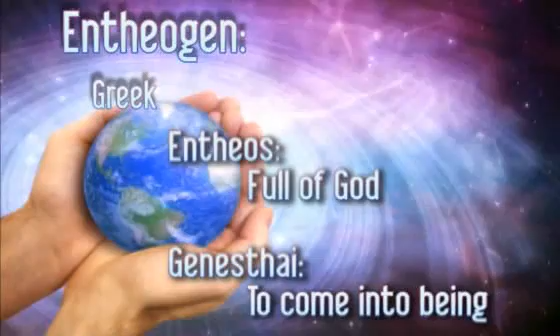 Entheogen:
Greek
Entheos:
Full of God
Genesthai:
To come into being